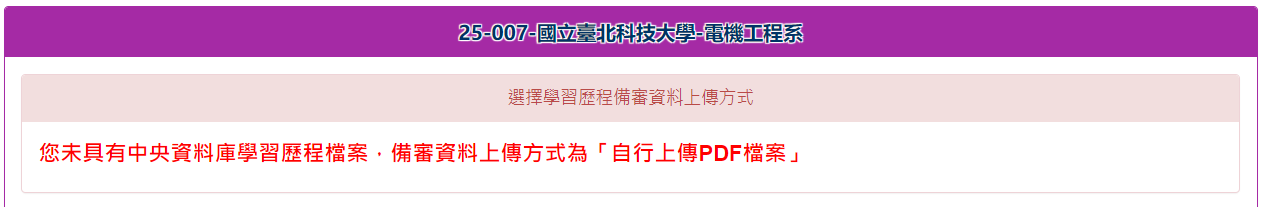 25-007-國立臺北科技大學-電機工程系
選擇學習歷程備審資料上傳方式
您未具有中央資料庫學習歷程檔案，備審資料上傳方式為「自行上傳PDF檔案」